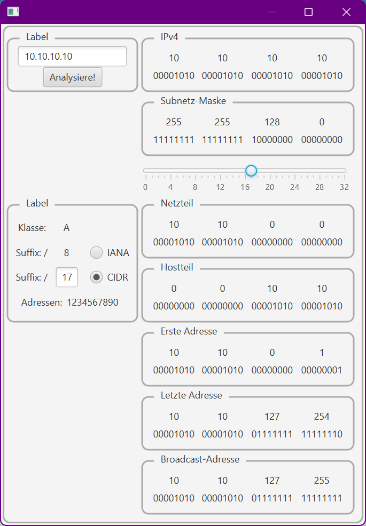 Label
10.10.10.10
Analysiere!
IPv4
10 10 10 10
00001010 00001010 00001010 00001010
Subnetz-Maske
255 255 128 0
11111111 11111111 10000000 00000000
0 4 8 12 16 20 24 28 32
Label
Klasse: A
Suffix: / 8 IANA
Suffix: / 17 CIDR
Adressen: 1234567890
Netzteil
10 10 0 0
00001010 00001010 00000000 00000000
Hostteil
0 0 10 10
00000000 00000000 00001010 00001010
Erste Adresse
10 10 0 1
00001010 00001010 00000000 00000001
Letzte Adresse
10 10 127 254
00001010 00001010 01111111 11111110
Broadcast-Adresse
10 10 127 255
00001010 00001010 01111111 11111111